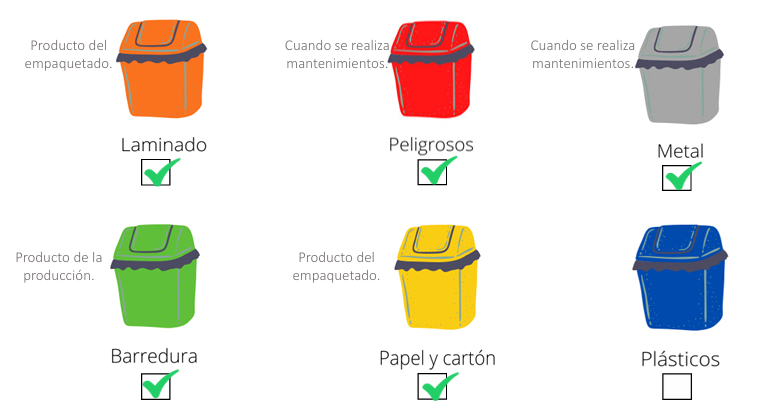 Producto del
empaquetado.
Laminado
Cuando se realiza
mantenimientos.
Peligrosos
Cuando se realiza
mantenimientos.
Metal
Producto de la
producción.
Barredura
Producto del
empaquetado.
Papel y cartón
Plásticos